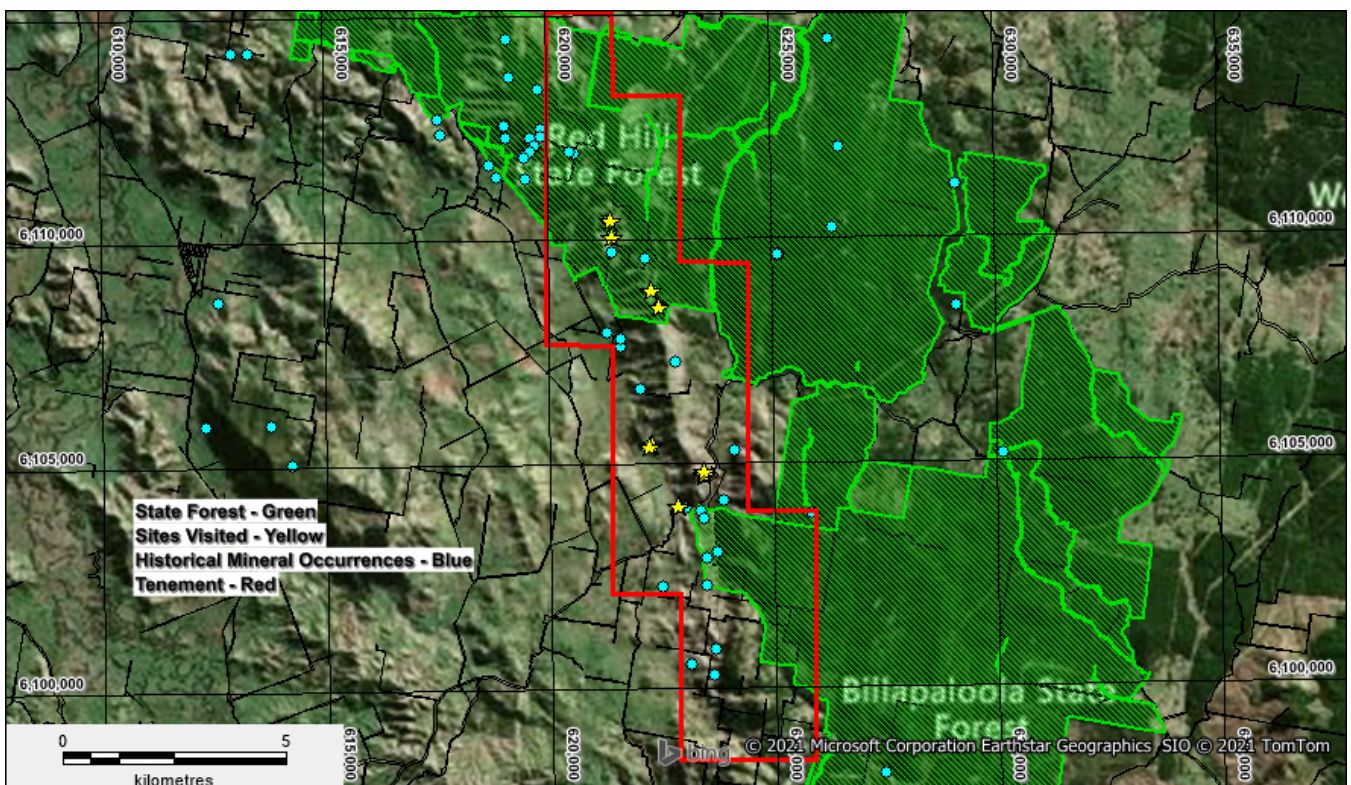 610,000
615,000
620,000
625,000
630,000
635,000
Red Hill
State Forest
6,110,000
6,110,000
6,105,000
6,105,000
State Forest - Green
Sites Visited - Yellow
Historical Mineral Occurrences - Blue
Tenement - Red
6,100,000
6,100,000
Billapaloola State
Forest
0 5
kilometres
615,000
620,000
bing
© 2021 Microsoft Corporation Earthstar Geographics SIO © 2021 TomTom